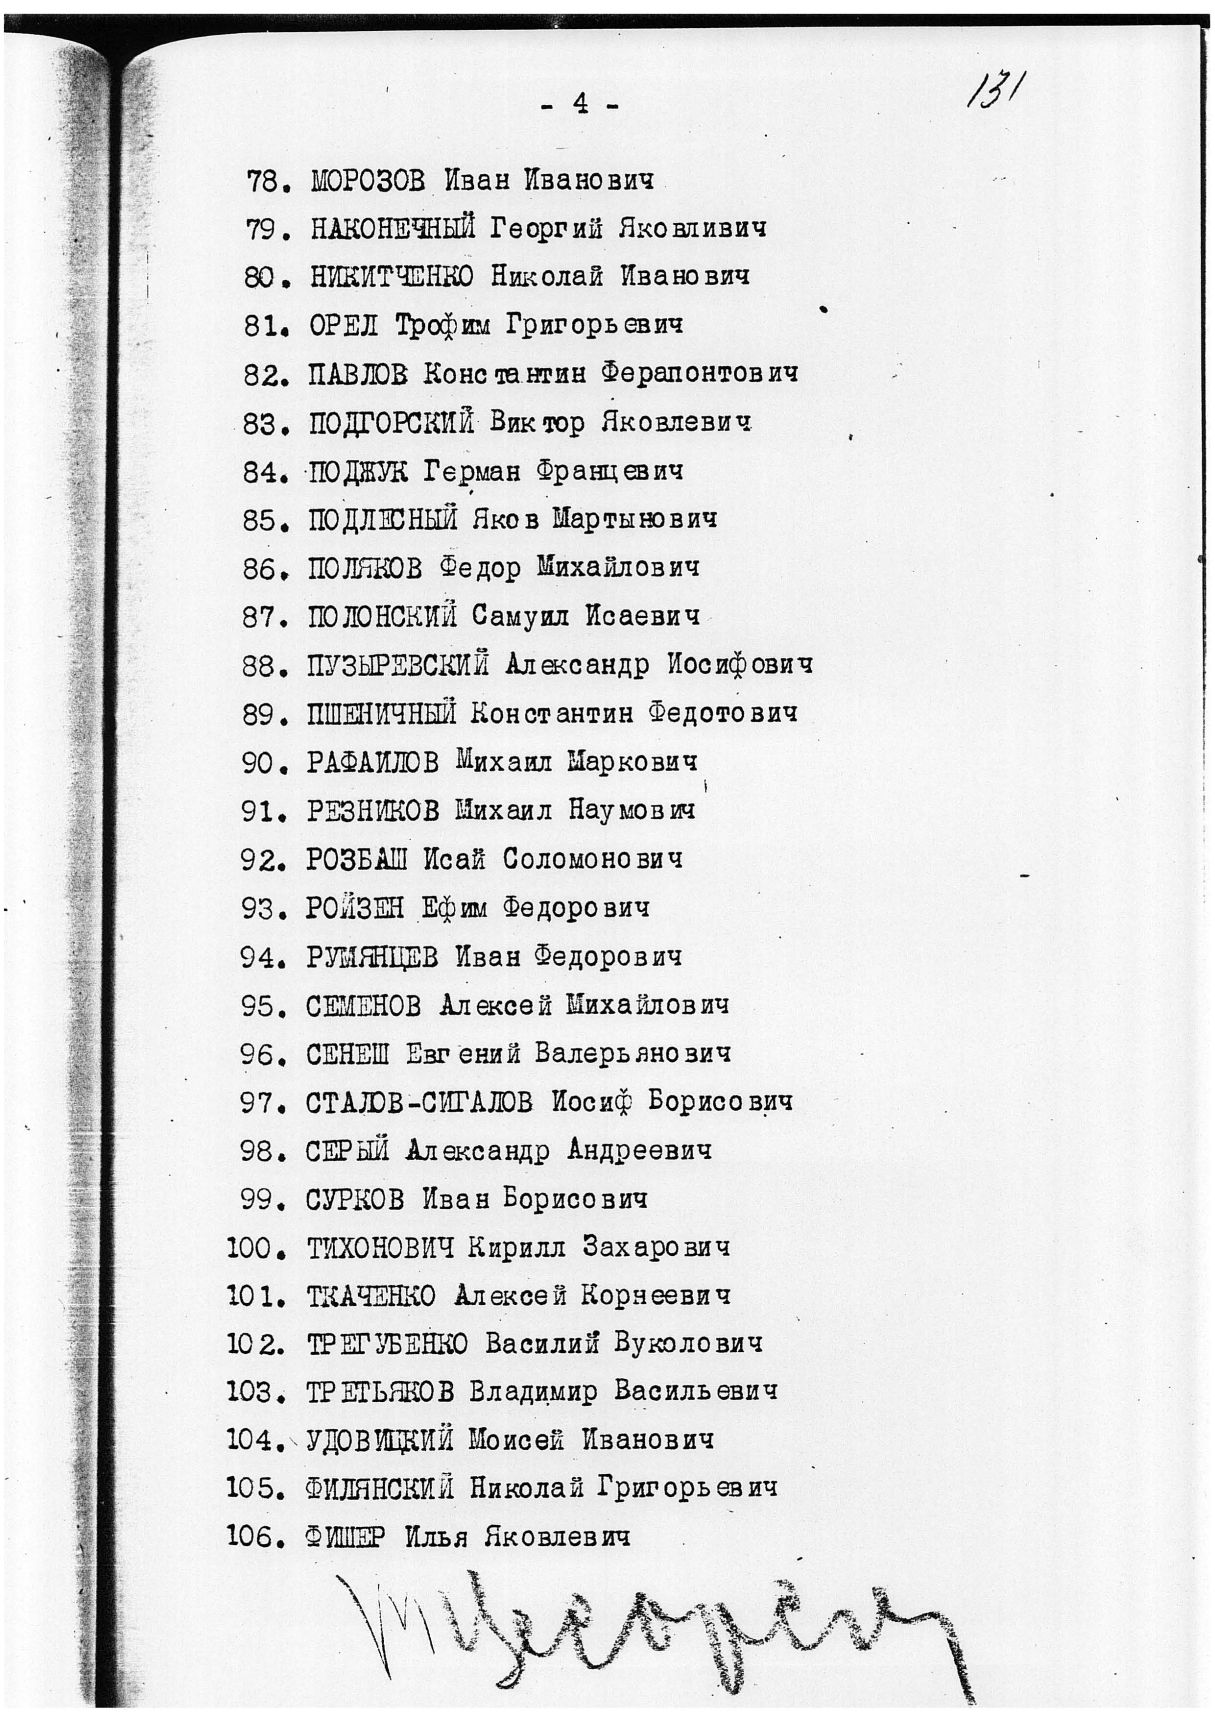 - 4 -
131
78. МОРОЗОВ Иван Иванович
79. НАКОНЕЧНЫЙ Георгий Яковливич
80. НИКИТЧЕНКО Николай Иванович
81. ОРЕЛ Трофим Григорьевич
82. ПАВЛОВ Константин Ферапонтович
83. ПОДГОРСКИЙ Виктор Яковлевич
84. ПОДЖУК Герман Францевич
85. ПОДЛЕСНЫЙ Яков Мартынович
86. ПОЛЯКОВ Федор Михайлович
87. ПОЛОНСКИЙ Самуил Исаевич
88. ПУЗЫРЕВСКИЙ Александр Иосифович
89. ПШЕНИЧНЫЙ Константин Федотович
90. РАФАИЛОВ Михаил Маркович
91. РЕЗНИКОВ Михаил Наумович
92. РОЗБАШ Исай Соломонович
93. РОЙЗЕН Ефим Федорович
94. РУМЯНЦЕВ Иван Федорович
95. СЕМЕНОВ Алексей Михайлович
96. СЕНЕШ Евгений Валерьянович
97. СТАЛОВ-СИГАЛОВ Иосиф Борисович
98. СЕРЫЙ Александр Андреевич
99. СУРКОВ Иван Борисович
100. ТИХОНОВИЧ Кирилл Захарович
101. ТКАЧЕНКО Алексей Корнеевич
102. ТРЕГУБЕНКО Василий Вуколович
103. ТРЕТЬЯКОВ Владимир Васильевич
104. УДОВИЦКИЙ Моисей Иванович
105. ФИЛЯНСКИЙ Николай Григорьевич
106. ФИШЕР Илья Яковлевич